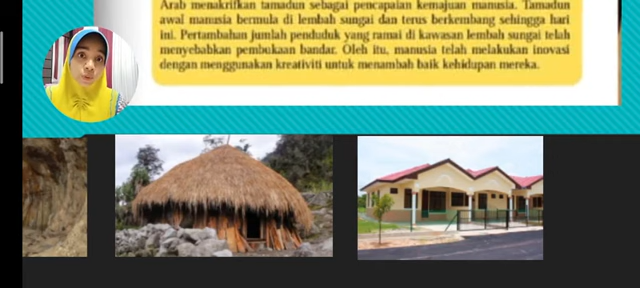 Arab menakrifkan tamadun sebagai pencapaian kemajuan manusia. Tamadun
awal manusia bermula di lembah sungai dan terus berkembang sehingga hari
ini. Pertambahan jumlah penduduk yang ramai di kawasan lembah sungai telah
menyebabkan pembukaan bandar. Oleh itu, manusia telah melakukan inovasi
dengan menggunakan kreativiti untuk menambah baik kehidupan mereka.